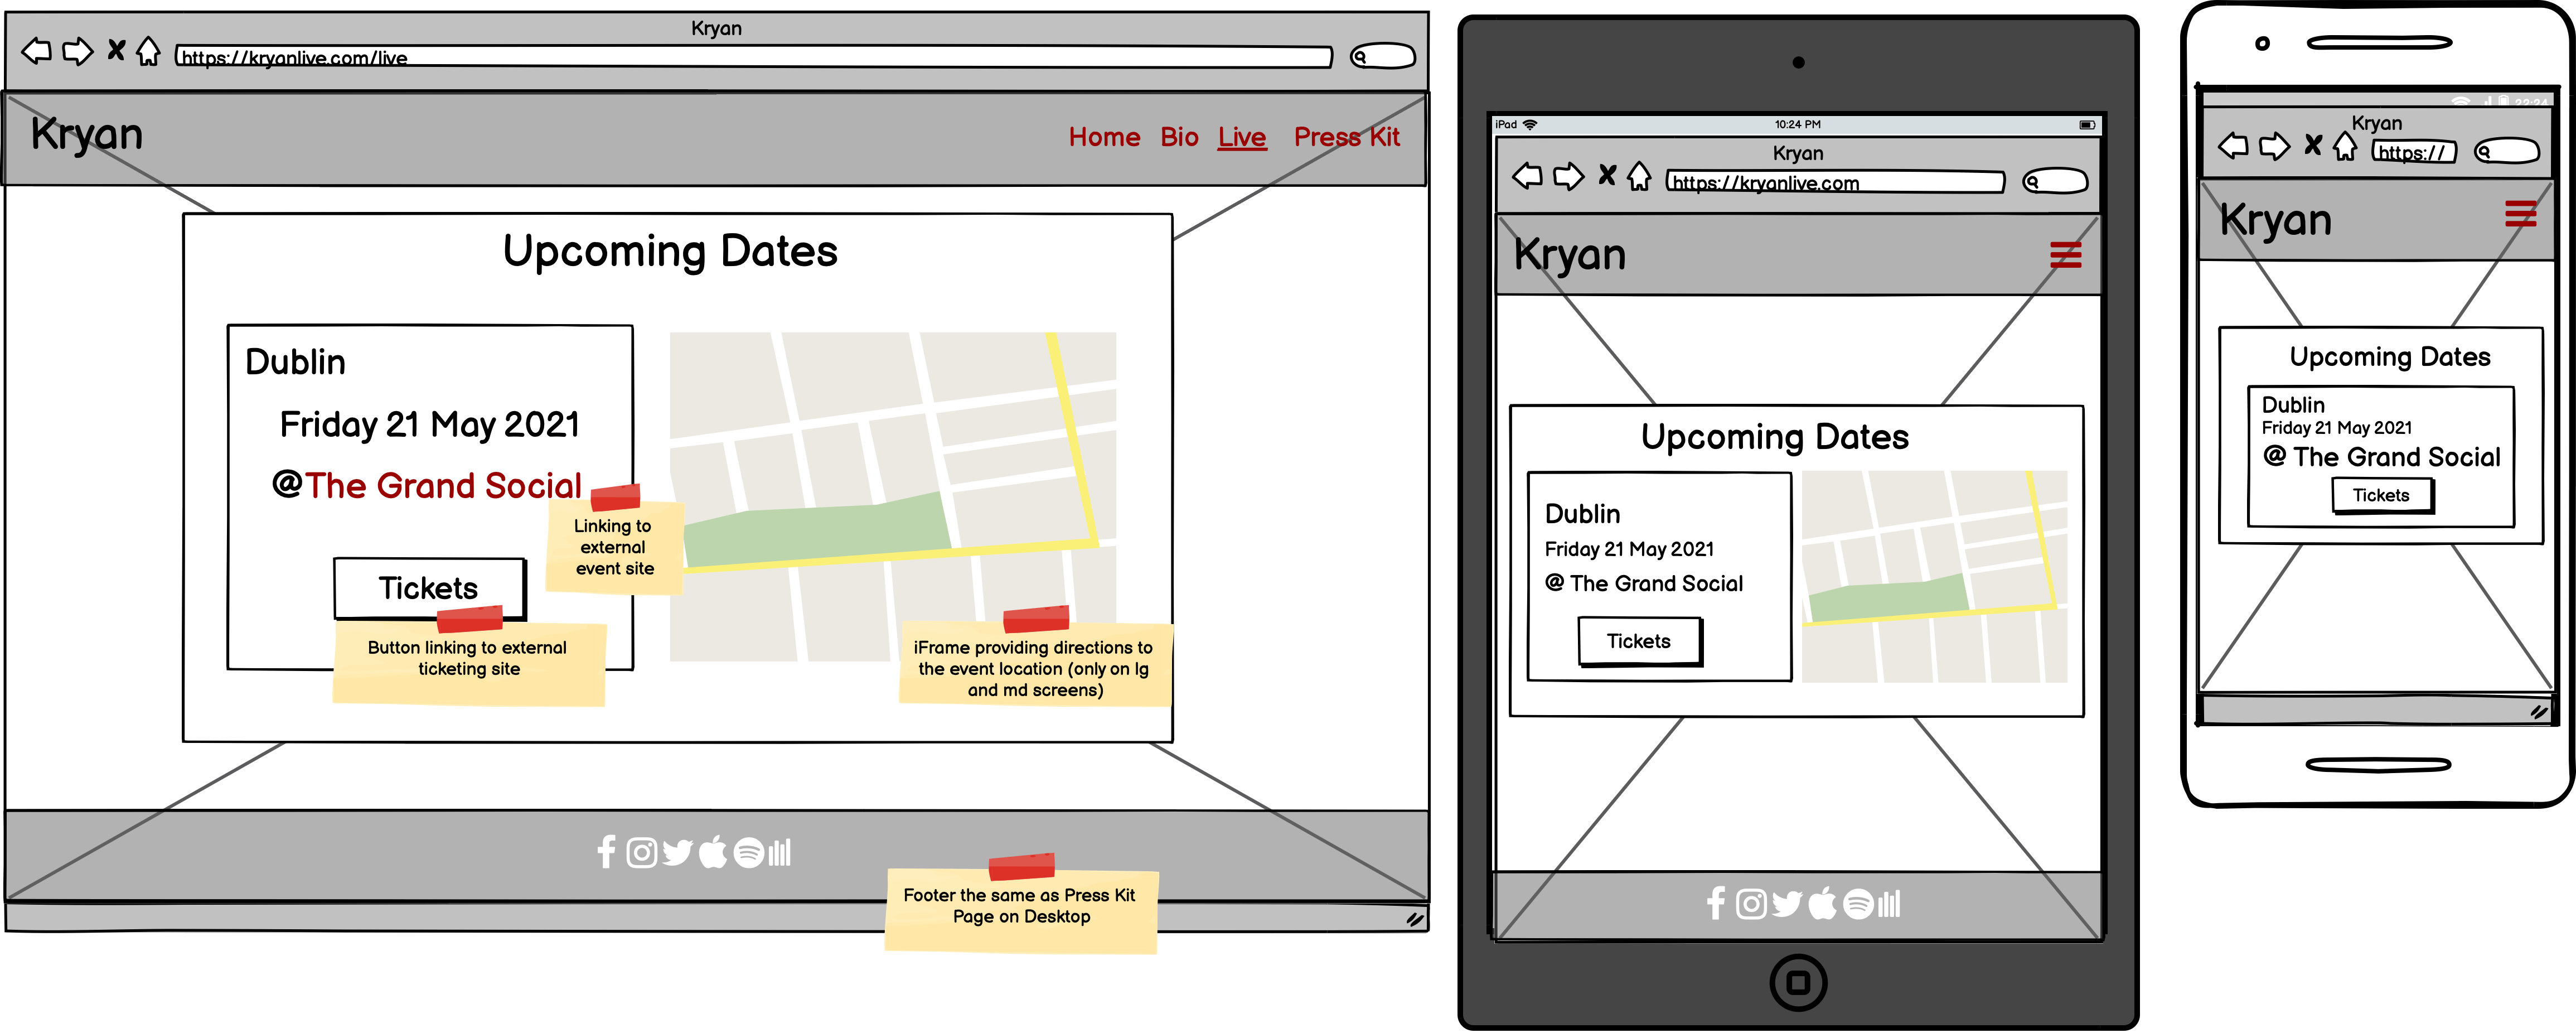 Kryan
https://kryanlive.com/live
Kryan
Home Bio Live Press Kit
Upcoming Dates
Dublin
Friday 21 May 2021
@The Grand Social
Linking to
external
event site
Tickets
Button linking to external
ticketing site
iFrame providing directions to
the event location (only on lg
and md screens)
Footer the same as Press Kit
Page on Desktop
iPad 10:24 PM
Kryan
https://kryanlive.com
Kryan
Upcoming Dates
Dublin
Friday 21 May 2021
@ The Grand Social
Tickets
22:24
Kryan
https://
Kryan
Upcoming Dates
Dublin
Friday 21 May 2021
@ The Grand Social
Tickets